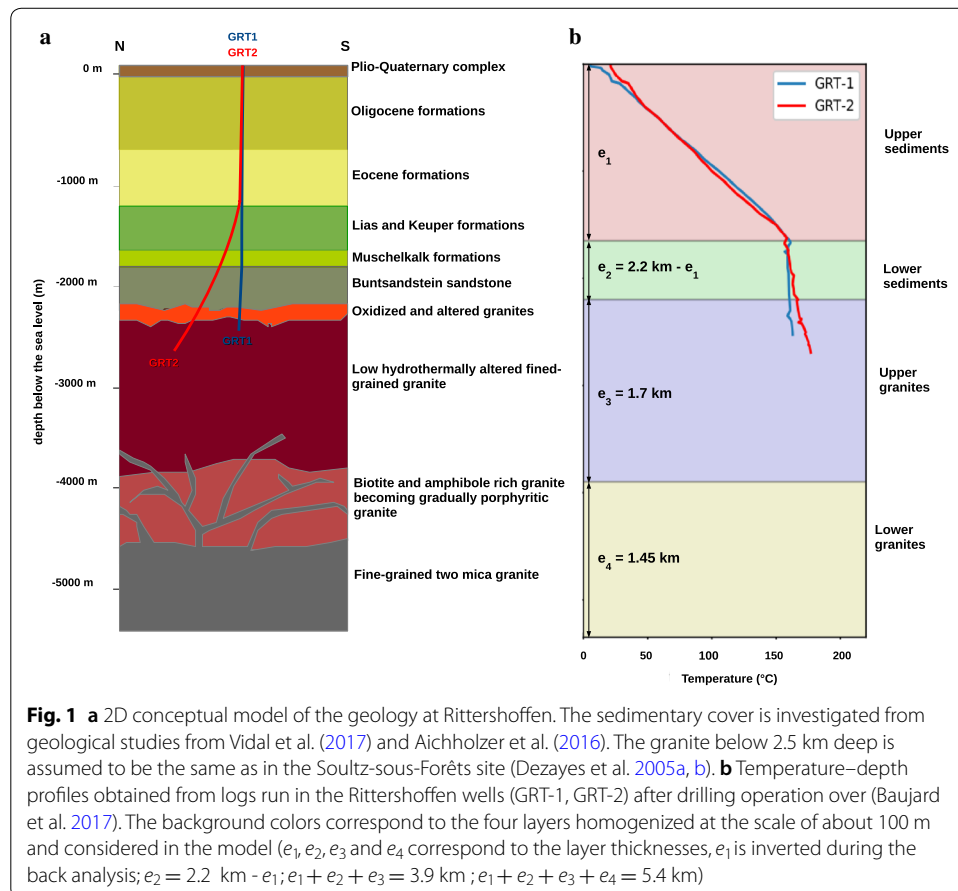 a
N
GRT1
GRT2
S
0 m
-1000 m
-2000 m
-3000 m
-4000 m
-5000 m
depth below the sea level (m)
Plio-Quaternary complex
Oligocene formations
Eocene formations
Lias and Keuper formations
Muschelkalk formations
Buntsandstein sandstone
Oxidized and altered granites
GRT1
GRT2
Low hydrothermally altered fined-
grained granite
Biotite and amphibole rich granite
becoming gradually porphyritic
granite
Fine-grained two mica granite
b
GRT-1
GRT-2
e1
Upper
sediments
e2 = 2.2 km - e1
Lower
sediments
e3 = 1.7 km
Upper
granites
e4 = 1.45 km
Lower
granites
0 50 100 150 200
Temperature (°C)
Fig. 1 a 2D conceptual model of the geology at Rittershoffen. The sedimentary cover is investigated from
geological studies from Vidal et al. (2017) and Aichholzer et al. (2016). The granite below 2.5 km deep is
assumed to be the same as in the Soultz-sous-Forêts site (Dezayes et al. 2005a, b). b Temperature–depth
profiles obtained from logs run in the Rittershoffen wells (GRT-1, GRT-2) after drilling operation over (Baujard
et al. 2017). The background colors correspond to the four layers homogenized at the scale of about 100 m
and considered in the model (e1, e2, e3 and e4 correspond to the layer thicknesses, e1 is inverted during the
back analysis; e2 = 2.2 km - e1; e1 + e2 + e3 = 3.9 km ; e1 + e2 + e3 + e4 = 5.4 km)